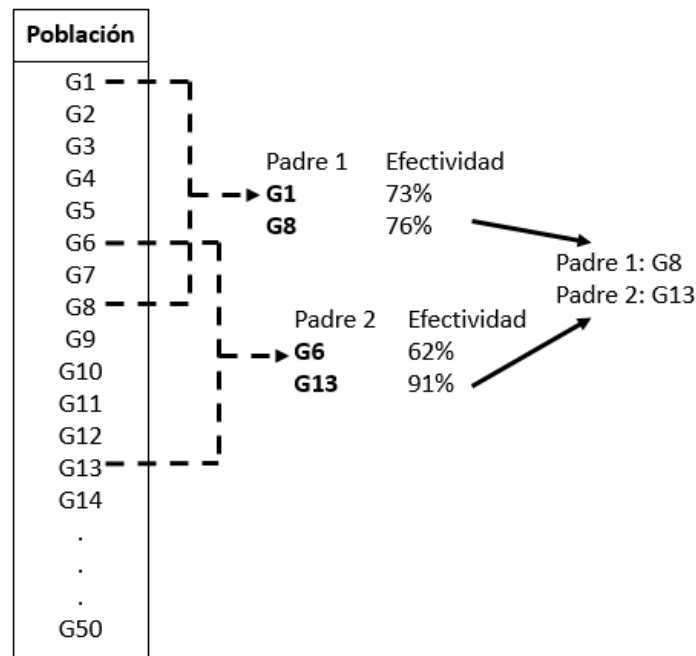 Población
G1
G2
G3
G4
G5
G6
G7
G8
G9
G10
G11
G12
G13
G14
.
.
.
G50
Padre 1 Efectividad
G1 73%
G8 76%
Padre 2 Efectividad
G6 62%
G13 91%
Padre 1: G8
Padre 2: G13